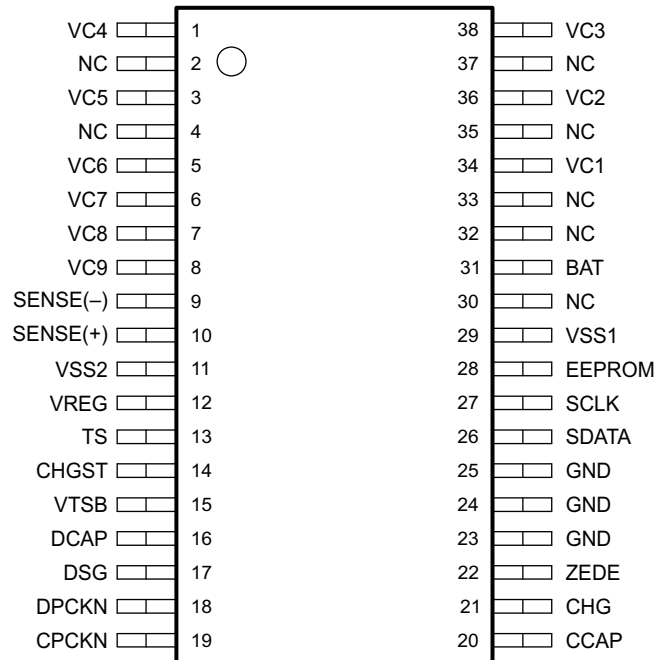 VC4 1 38 VC3
NC 2 37 NC
VC5 3 36 VC2
NC 4 35 NC
VC6 5 34 VC1
VC7 6 33 NC
VC8 7 32 NC
VC9 8 31 BAT
SENSE(–) 9 30 NC
SENSE(+) 10 29 VSS1
VSS2 11 28 EEPROM
VREG 12 27 SCLK
TS 13 26 SDATA
CHGST 14 25 GND
VTSB 15 24 GND
DCAP 16 23 GND
DSG 17 22 ZEDE
DPCKN 18 21 CHG
CPCKN 19 20 CCAP